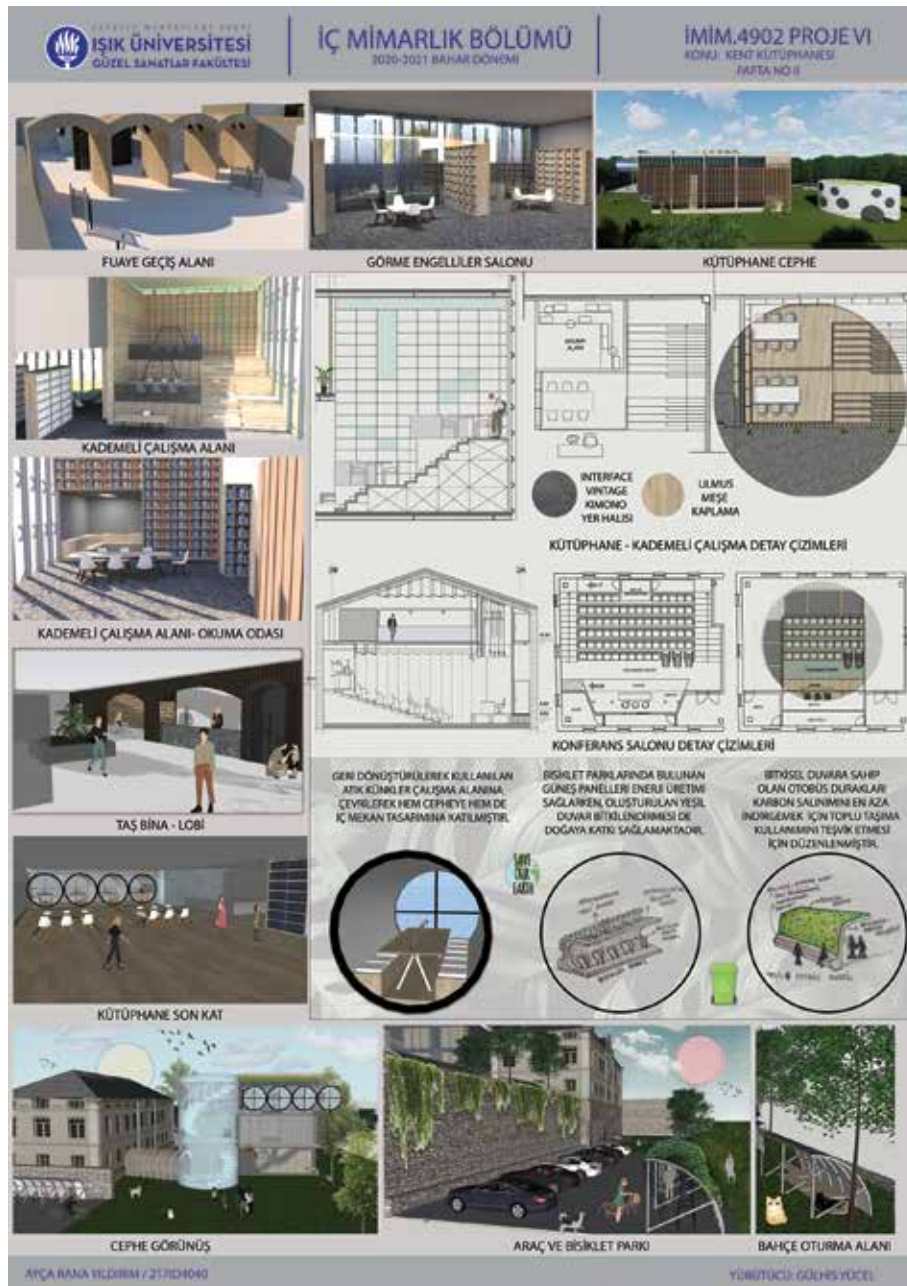 IŞIK ÜNİVERSİTESİ
GÜZEL SANATLAR FAKÜLTESİ
İÇ MİMARLIK BÖLÜMÜ
2020-2021 BAHAR DÖNEMİ
İMİM.4902 PROJE VI
KONU: KENT KÜTÜPHANESİ
PAFTA NO II
FUAYE GEÇİŞ ALANI
GÖRME ENGELLİLER SALONU
KÜTÜPHANE CEPHE
KADEMELİ ÇALIŞMA ALANI
INTERFACE
VINTAGE
KIMONO
YER HALISI
MEŞE
KAPLAMA
KÜTÜPHANE - KADEMELİ ÇALIŞMA DETAY ÇİZİMLERİ
KADEMELİ ÇALIŞMA ALANI- OKUMA ODASI
KONFERANS SALONU DETAY ÇİZİMLERİ
TAŞ BİNA - LOBİ
GERİ DÖNÜŞTÜRÜLEREK KULLANILAN
ATIK KÜNKLER ÇALIŞMA ALANINA
ÇEVRİLEREK HEM CEPHEYE HEM DE
İÇ MEKAN TASARIMINA KATILMIŞTIR.
BİSİKLET PARKLARINDA BULUNAN
GÜNEŞ PANELLERİ ENERJİ ÜRETİMİ
SAĞLARKEN, OLUŞTURULAN YEŞİL
DUVAR BİTKİLENDİRMESİ DE
DOĞAYA KATKI SAĞLAMAKTADIR.
BİTKİSEL DUVARA SAHİP
OLAN OTOBÜS DURAKLARI
KARBON SALINIMINI EN AZA
İNDİRGEMEK İÇİN TOPLU TAŞIMA
KULLANIMINI TEŞVİK ETMESİ
İÇİN DÜZENLENMİŞTİR.
SAVE
OUR
EARTH
KÜTÜPHANE SON KAT
CEPHE GÖRÜNÜŞ
ARAÇ VE BİSİKLET PARKI
BAHÇE OTURMA ALANI
AYÇA RANA YILDIRIM / 217ID4040
YÜRÜTÜCÜ: GÜLHİS YÜCEL